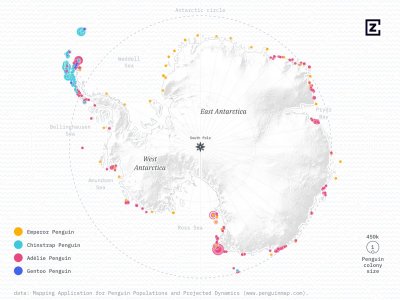 Antarctic circle
Z
Weddell
Sea
East Antarctica
Prydz
Bay
Bellinghausen
Sea
South Pole
West
Antarctica
Amundsen
Sea
Ross Sea
Emperor Penguin
Chinstrap Penguin
Adélie Penguin
Gentoo Penguin
450k
1
Penguin
colony
size
data: Mapping Application for Penguin Populations and Projected Dynamics (www.penguinmap.com).